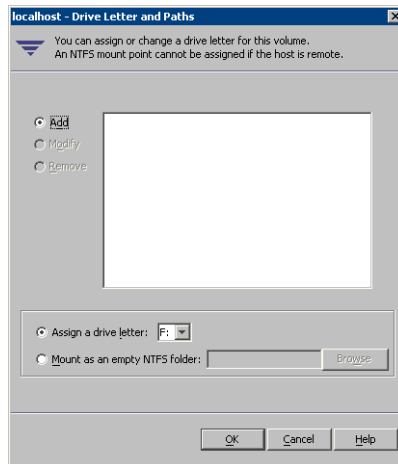 localhost - Drive Letter and Paths
You can assign or change a drive letter for this volume.
An NTFS mount point cannot be assigned if the host is remote.
Add
Modify
Remove
Assign a drive letter: F:
Mount as an empty NTFS folder: Browse
OK Cancel Help